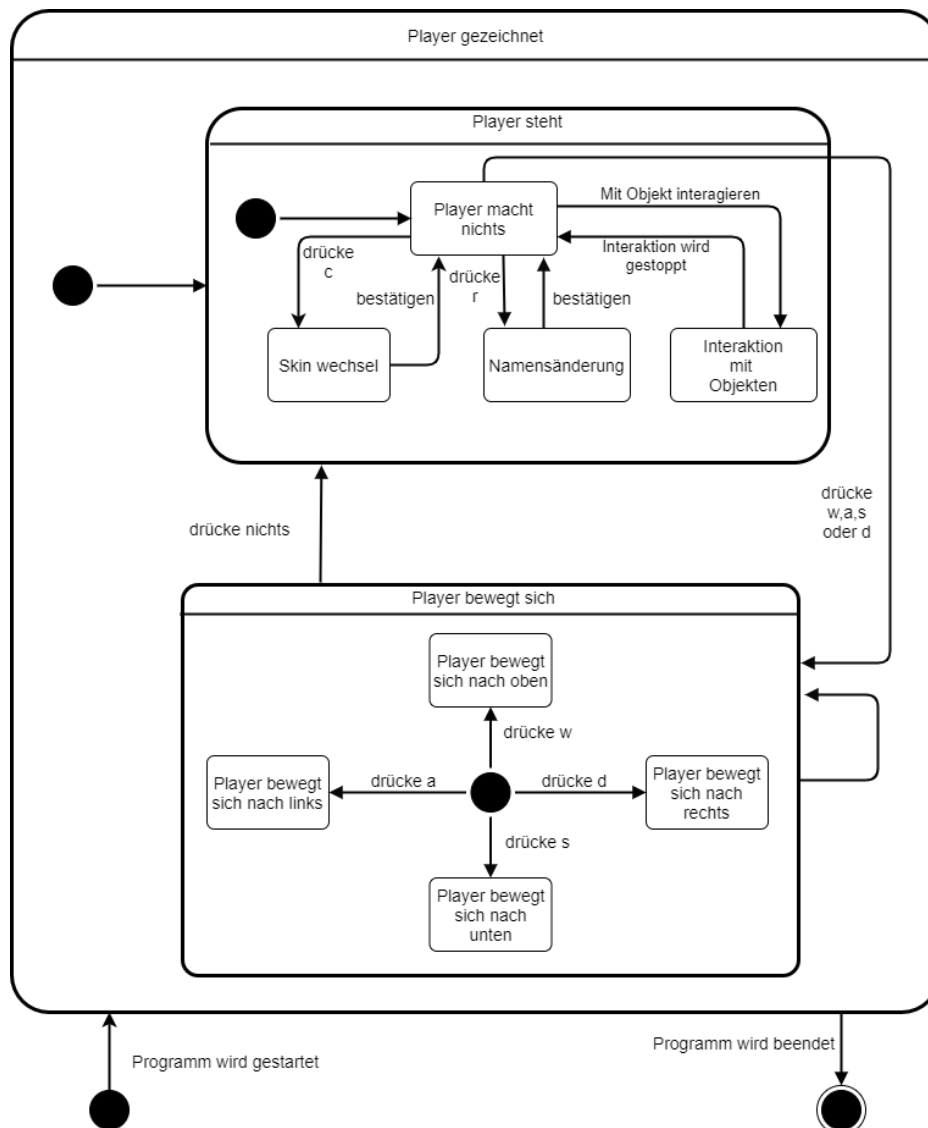 Player gezeichnet
Player steht
Player macht
nichts
Mit Objekt interagieren
Interaktion wird
gestoppt
drücke
c
bestätigen
drücke
r
bestätigen
Skin wechsel
Namensänderung
Interaktion
mit
Objekten
drücke
w,a,s
oder d
drücke nichts
Player bewegt sich
Player bewegt
sich nach oben
drücke w
Player bewegt
sich nach links
drücke a
drücke d
Player bewegt
sich nach
rechts
drücke s
Player bewegt
sich nach
unten
Programm wird gestartet
Programm wird beendet